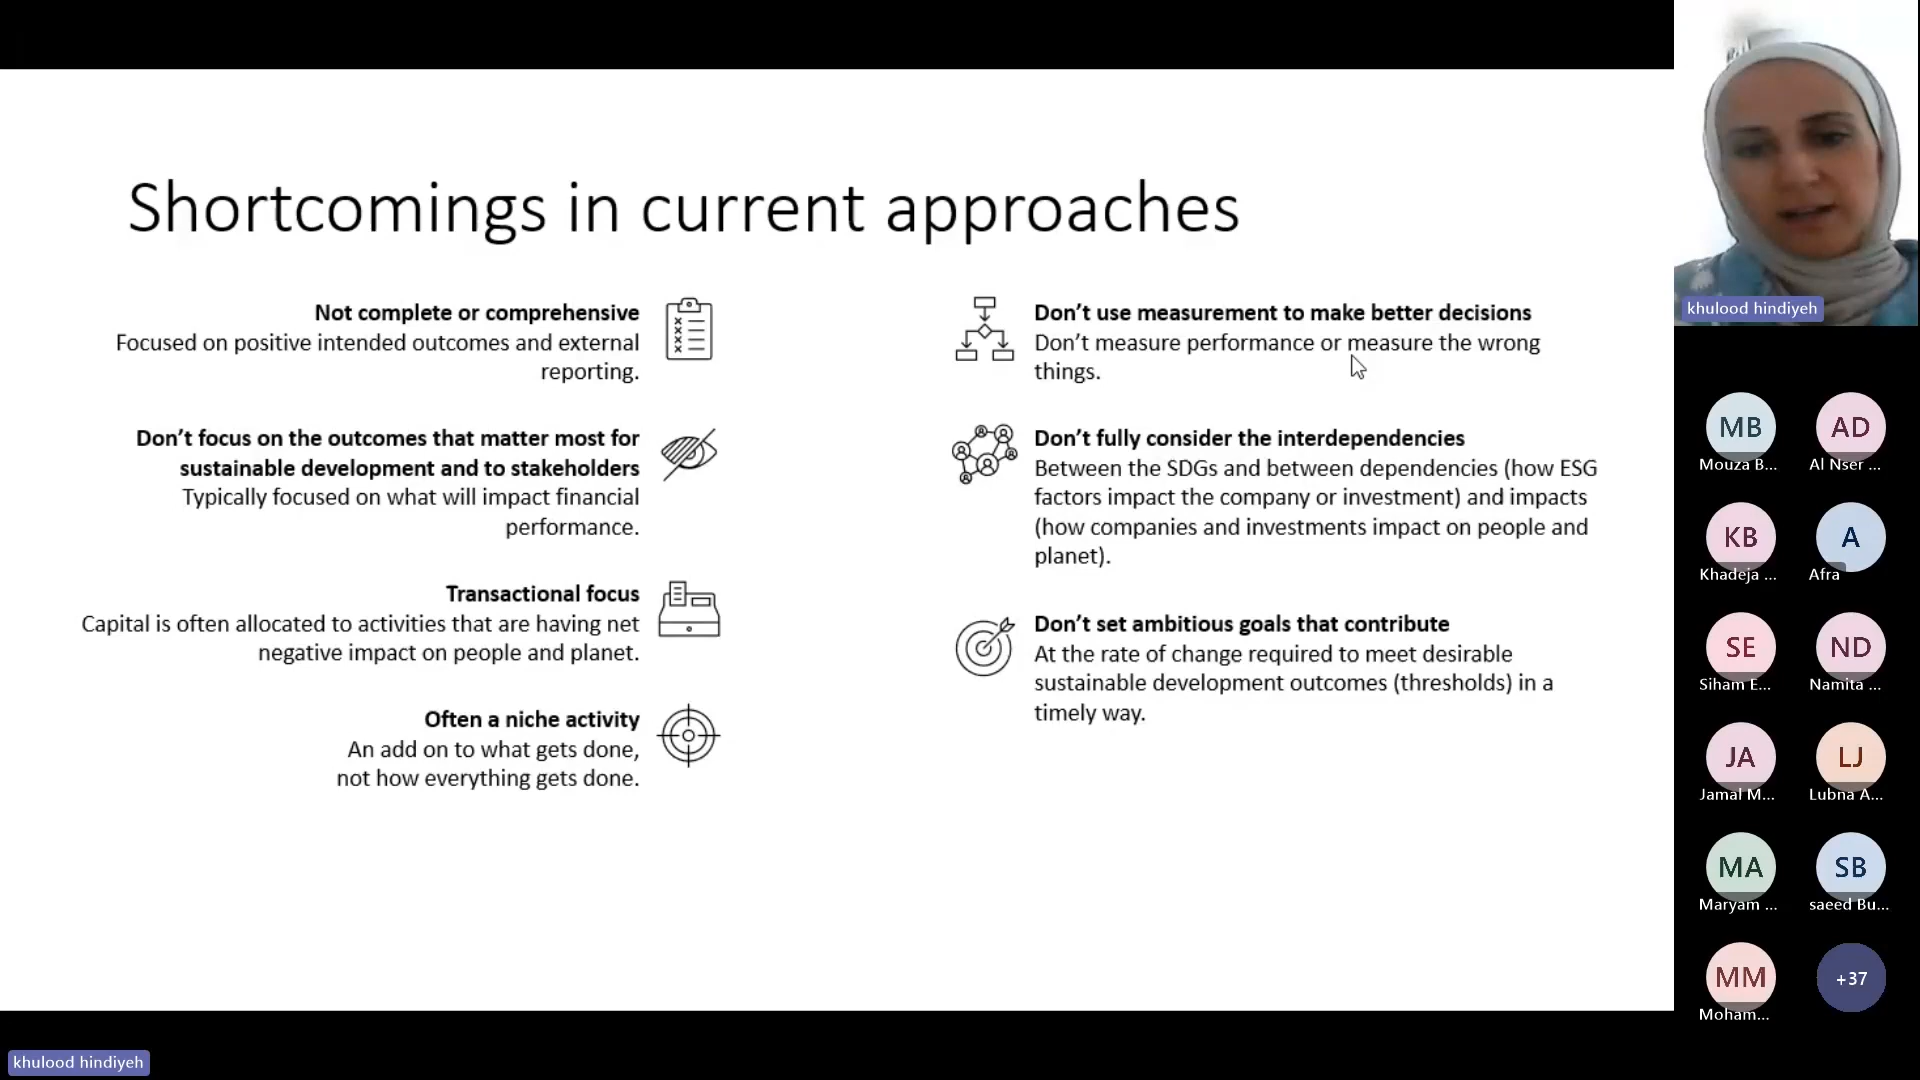 Shortcomings in current approaches
Not complete or comprehensive
Focused on positive intended outcomes and external
reporting.
Don’t focus on the outcomes that matter most for
sustainable development and to stakeholders
Typically focused on what will impact financial
performance.
Transactional focus
Capital is often allocated to activities that are having net
negative impact on people and planet.
Often a niche activity
An add on to what gets done,
not how everything gets done.
Don’t use measurement to make better decisions
Don’t measure performance or measure the wrong
things.
Don’t fully consider the interdependencies
Between the SDGs and between dependencies (how ESG
factors impact the company or investment) and impacts
(how companies and investments impact on people and
planet).
Don’t set ambitious goals that contribute
At the rate of change required to meet desirable
sustainable development outcomes (thresholds) in a
timely way.
khulood hindiyeh
MB
Mouza B...
AD
Al Nser ...
KB
Khadeja ...
A
Afra
SE
Siham E...
ND
Namita ...
JA
Jamal M...
LJ
Lubna A...
MA
Maryam ...
SB
saeed Bu...
MM
Moham...
+37
khulood hindiyeh